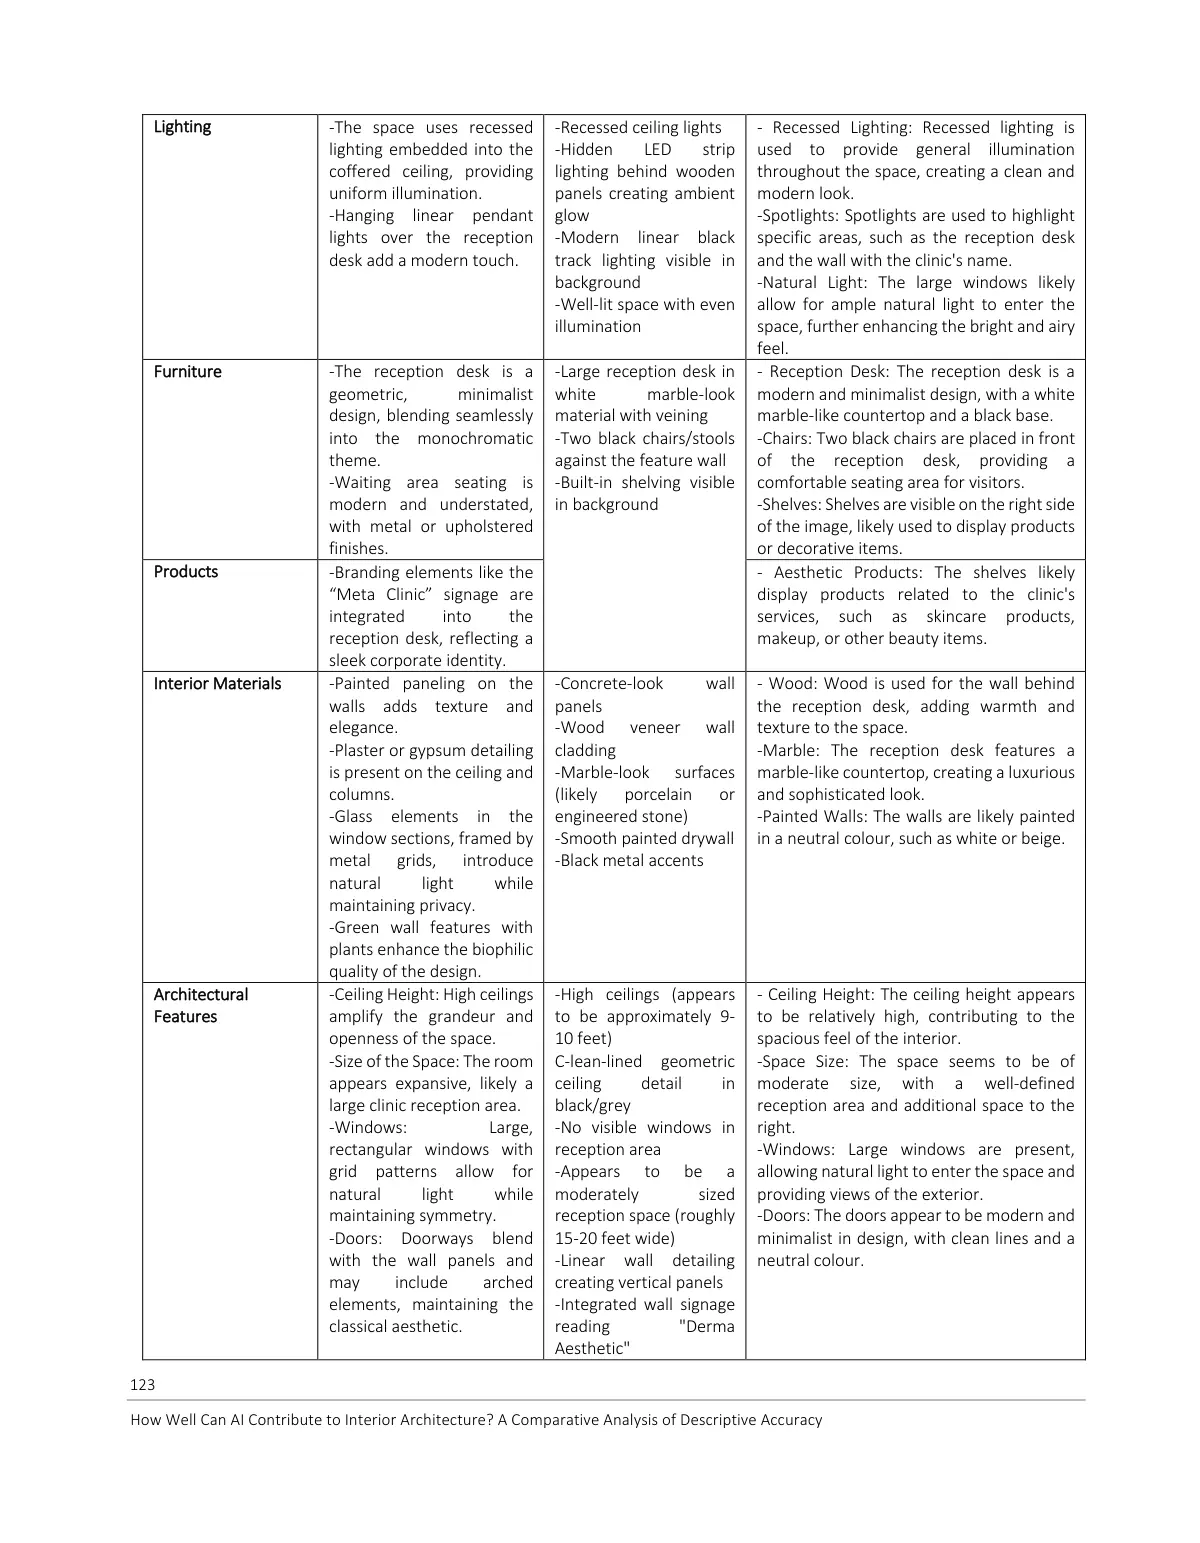 Lighting
-The space uses recessed
lighting embedded into the
coffered ceiling, providing
uniform illumination.
-Hanging linear pendant
lights over the reception
desk add a modern touch.
-Recessed ceiling lights
-Hidden LED strip
lighting behind wooden
panels creating ambient
glow
-Modern linear black
track lighting visible in
background
-Well-lit space with even
illumination
- Recessed Lighting: Recessed lighting is
used to provide general illumination
throughout the space, creating a clean and
modern look.
-Spotlights: Spotlights are used to highlight
specific areas, such as the reception desk
and the wall with the clinic's name.
-Natural Light: The large windows likely
allow for ample natural light to enter the
space, further enhancing the bright and airy
feel.
Furniture
-The reception desk is a
geometric, minimalist
design, blending seamlessly
into the monochromatic
theme.
-Waiting area seating is
modern and understated,
with metal or upholstered
finishes.
-Large reception desk in
white marble-look
material with veining
-Two black chairs/stools
against the feature wall
-Built-in shelving visible
in background
- Reception Desk: The reception desk is a
modern and minimalist design, with a white
marble-like countertop and a black base.
-Chairs: Two black chairs are placed in front
of the reception desk, providing a
comfortable seating area for visitors.
-Shelves: Shelves are visible on the right side
of the image, likely used to display products
or decorative items.
Products
-Branding elements like the
“Meta Clinic” signage are
integrated into the
reception desk, reflecting a
sleek corporate identity.
- Aesthetic Products: The shelves likely
display products related to the clinic's
services, such as skincare products,
makeup, or other beauty items.
Interior Materials
-Painted paneling on the
walls adds texture and
elegance.
-Plaster or gypsum detailing
is present on the ceiling and
columns.
-Glass elements in the
window sections, framed by
metal grids, introduce
natural light while
maintaining privacy.
-Green wall features with
plants enhance the biophilic
quality of the design.
-Concrete-look wall
panels
-Wood veneer wall
cladding
-Marble-look surfaces
(likely porcelain or
engineered stone)
-Smooth painted drywall
-Black metal accents
- Wood: Wood is used for the wall behind
the reception desk, adding warmth and
texture to the space.
-Marble: The reception desk features a
marble-like countertop, creating a luxurious
and sophisticated look.
-Painted Walls: The walls are likely painted
in a neutral colour, such as white or beige.
Architectural
Features
-Ceiling Height: High ceilings
amplify the grandeur and
openness of the space.
-Size of the Space: The room
appears expansive, likely a
large clinic reception area.
-Windows: Large,
rectangular windows with
grid patterns allow for
natural light while
maintaining symmetry.
-Doors: Doorways blend
with the wall panels and
may include arched
elements, maintaining the
classical aesthetic.
-High ceilings (appears
to be approximately 9-
10 feet)
C-lean-lined geometric
ceiling detail in
black/grey
-No visible windows in
reception area
-Appears to be a
moderately sized
reception space (roughly
15-20 feet wide)
-Linear wall detailing
creating vertical panels
-Integrated wall signage
reading "Derma
Aesthetic"
- Ceiling Height: The ceiling height appears
to be relatively high, contributing to the
spacious feel of the interior.
-Space Size: The space seems to be of
moderate size, with a well-defined
reception area and additional space to the
right.
-Windows: Large windows are present,
allowing natural light to enter the space and
providing views of the exterior.
-Doors: The doors appear to be modern and
minimalist in design, with clean lines and a
neutral colour.
123
How Well Can AI Contribute to Interior Architecture? A Comparative Analysis of Descriptive Accuracy